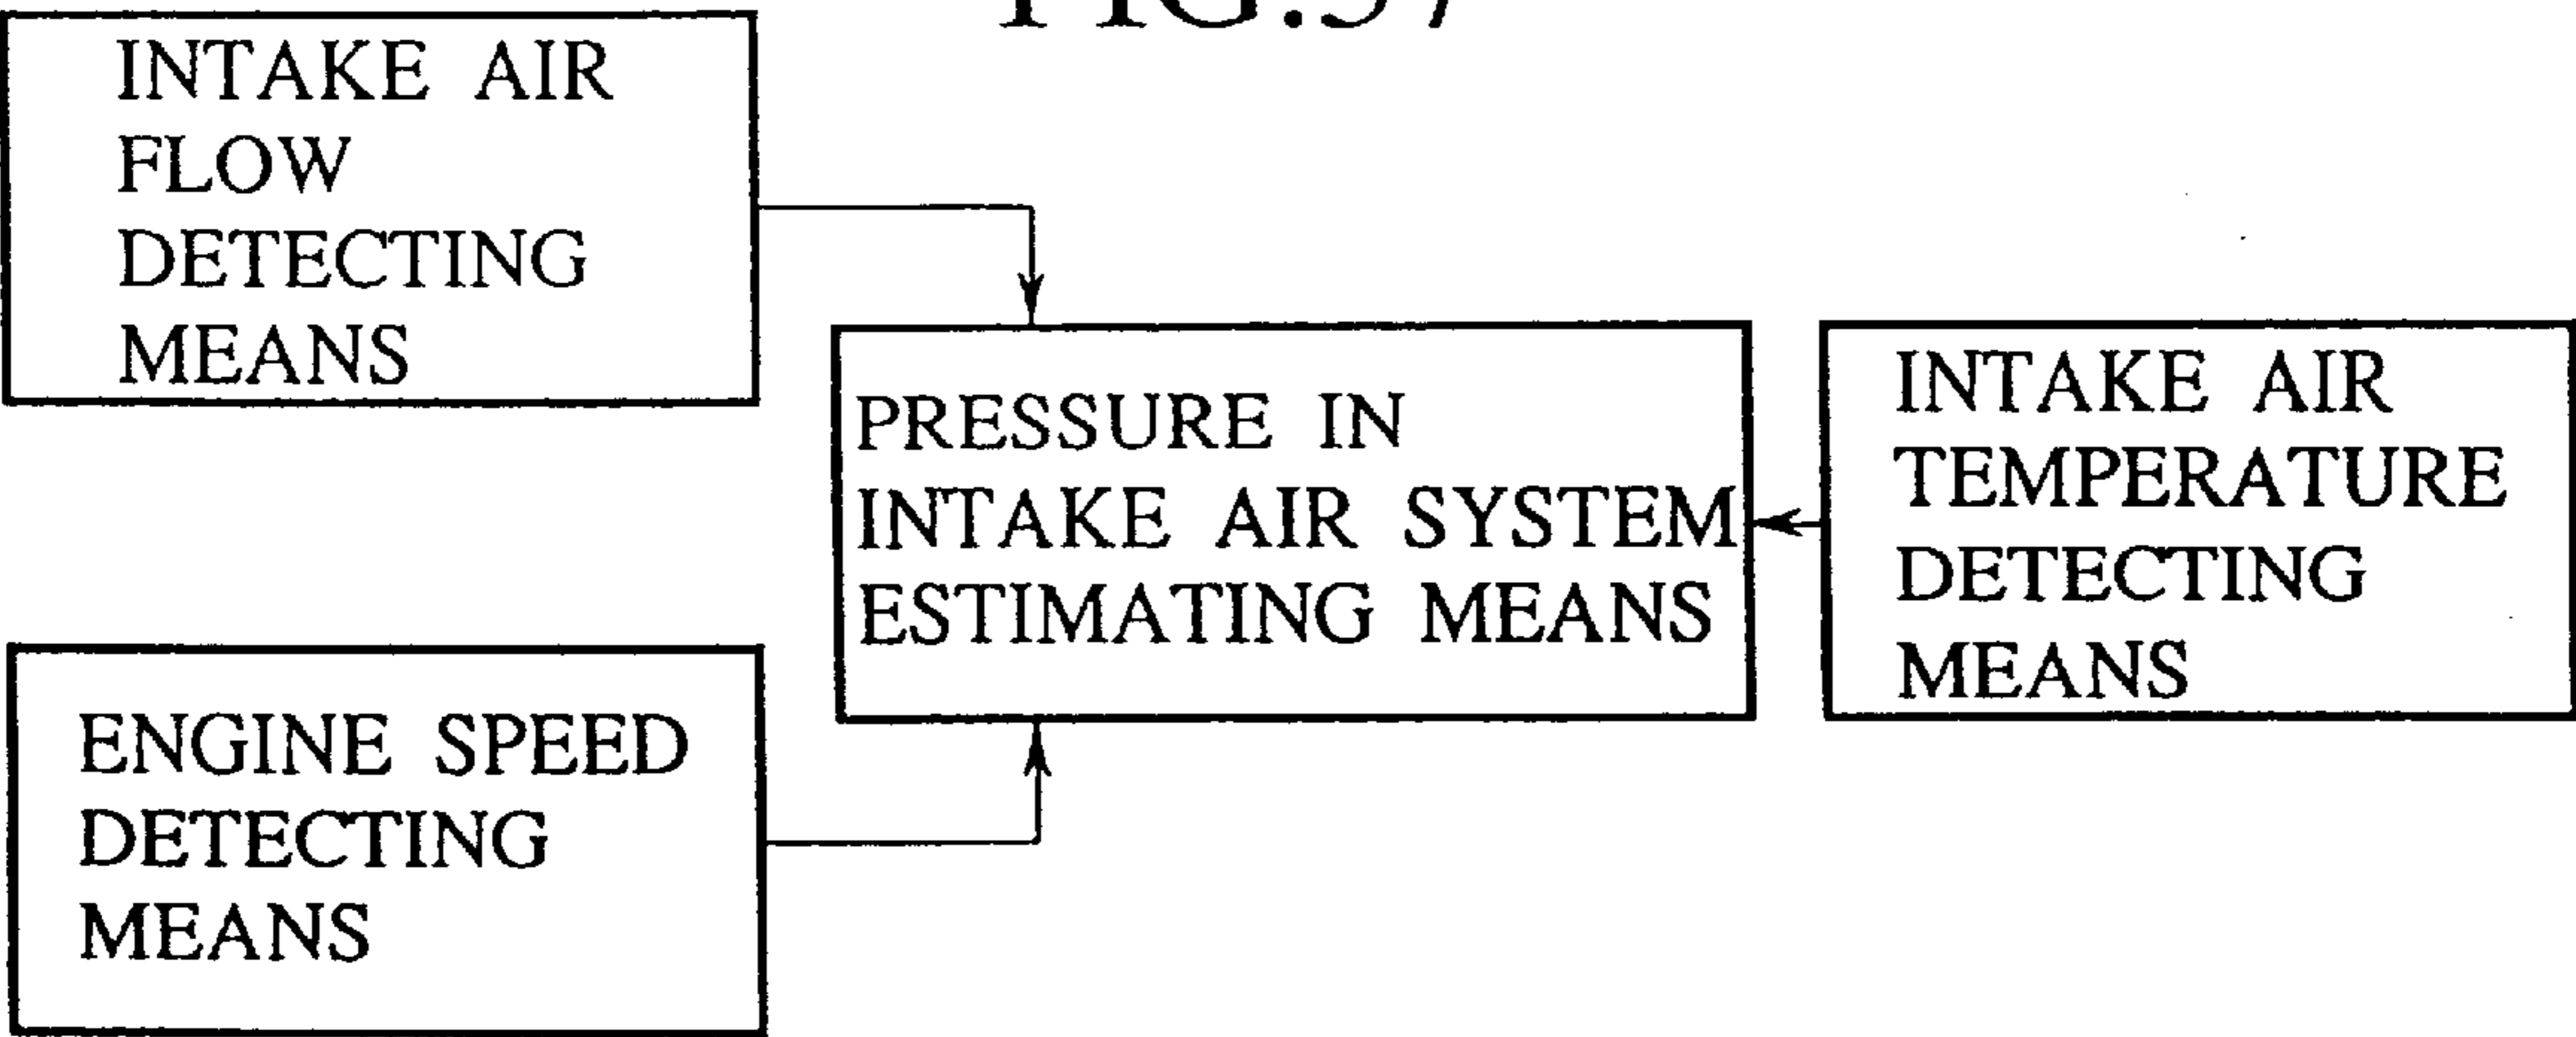 INTAKE AIR
FLOW
DETECTING
MEANS
PRESSURE IN
INTAKE AIR SYSTEM
ESTIMATING MEANS
INTAKE AIR
TEMPERATURE
DETECTING
MEANS
ENGINE SPEED
DETECTING
MEANS